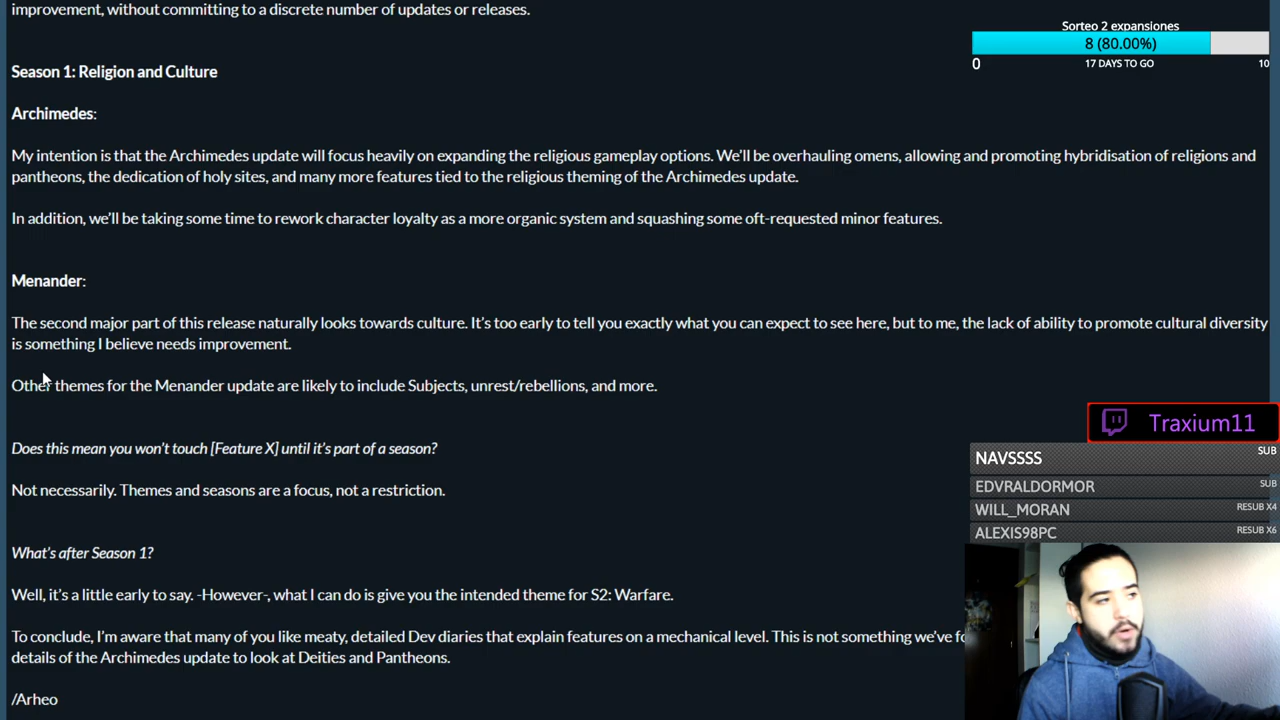 improvement, without committing to a discrete number of updates or releases.
Sorteo 2 expansiones
8 (80.00%)
0
17 DAYS TO GO
10
Season 1: Religion and Culture
Archimedes:
My intention is that the Archimedes update will focus heavily on expanding the religious gameplay options. We'll be overhauling omens, allowing and promoting hybridisation of religions and
pantheons, the dedication of holy sites, and many more features tied to the religious theming of the Archimedes update.
In addition, we'll be taking some time to rework character loyalty as a more organic system and squashing some oft-requested minor features.
Menander:
The second major part of this release naturally looks towards culture. It's too early to tell you exactly what you can expect to see here, but to me, the lack of ability to promote cultural diversity
is something I believe needs improvement.
Other themes for the Menander update are likely to include Subjects, unrest/rebellions, and more.
Traxium11
Does this mean you won't touch [Feature X] until it's part of a season?
NAVSSSS SUB
EDVRALDORMOR SUB
Not necessarily. Themes and seasons are a focus, not a restriction.
WILL_MORAN RESUB X4
ALEXIS98PC RESUB X6
What's after Season 1?
Well, it's a little early to say. -However-, what I can do is give you the intended theme for S2: Warfare.
To conclude, I'm aware that many of you like meaty, detailed Dev diaries that explain features on a mechanical level. This is not something we've
details of the Archimedes update to look at Deities and Pantheons.
/Arheo